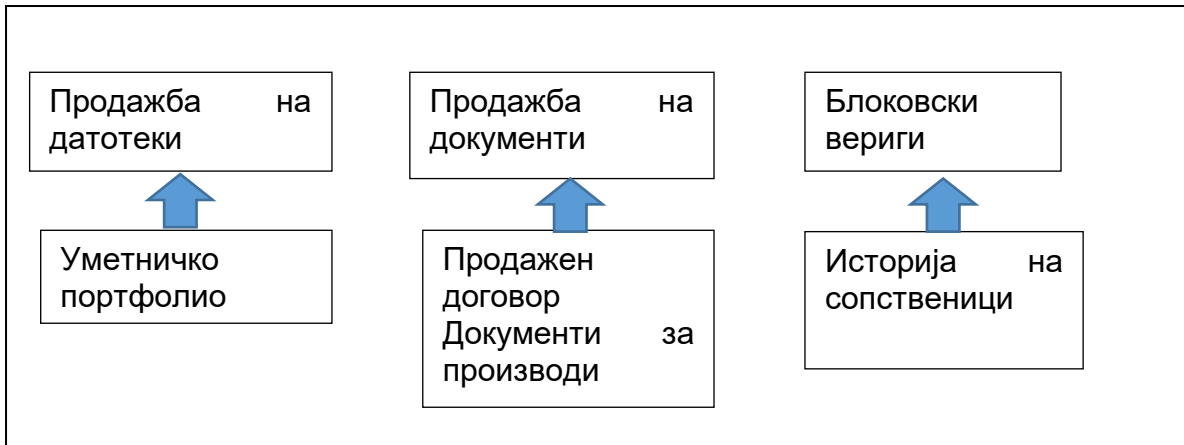 Продажба на
датотеки
Продажба на
документи
Блоковски
вериги
Уметничко
портфолио
Продажен
договор
Документи за
производи
Историја на
сопственици